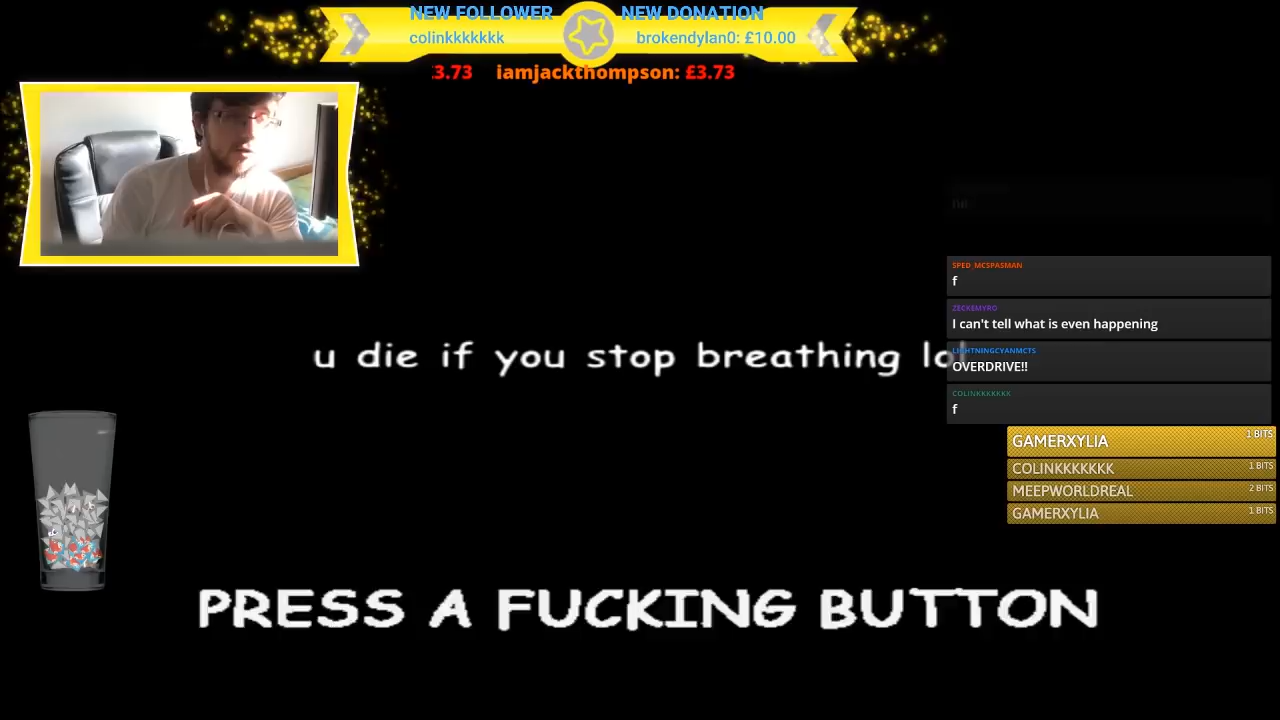 NEW FOLLOWER
NEW DONATION
colinkkkkkkk
brokendylan0: £10.00
3.73 iamjackthompson: £3.73
SPED_MCSPASMAN
f
ZECKEMYRO
I can't tell what is even happening
u die if you stop breathing lol
LIGHTNINGCYANMCTS
OVERDRIVE!!
COLINKKKKKKK
f
GAMERXYLIA 1 BITS
COLINKKKKKKK 1 BITS
MEEPWORLDREAL 2 BITS
GAMERXYLIA 1 BITS
PRESS A FUCKING BUTTON